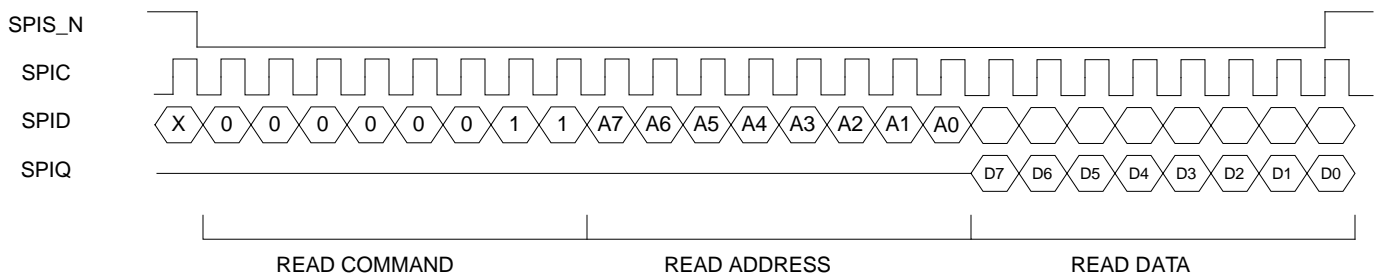 SPIS_N
SPIC
SPID X 0 0 0 0 0 0 1 1 A7 A6 A5 A4 A3 A2 A1 A0
SPIQ D7 D6 D5 D4 D3 D2 D1 D0
READ COMMAND READ ADDRESS READ DATA